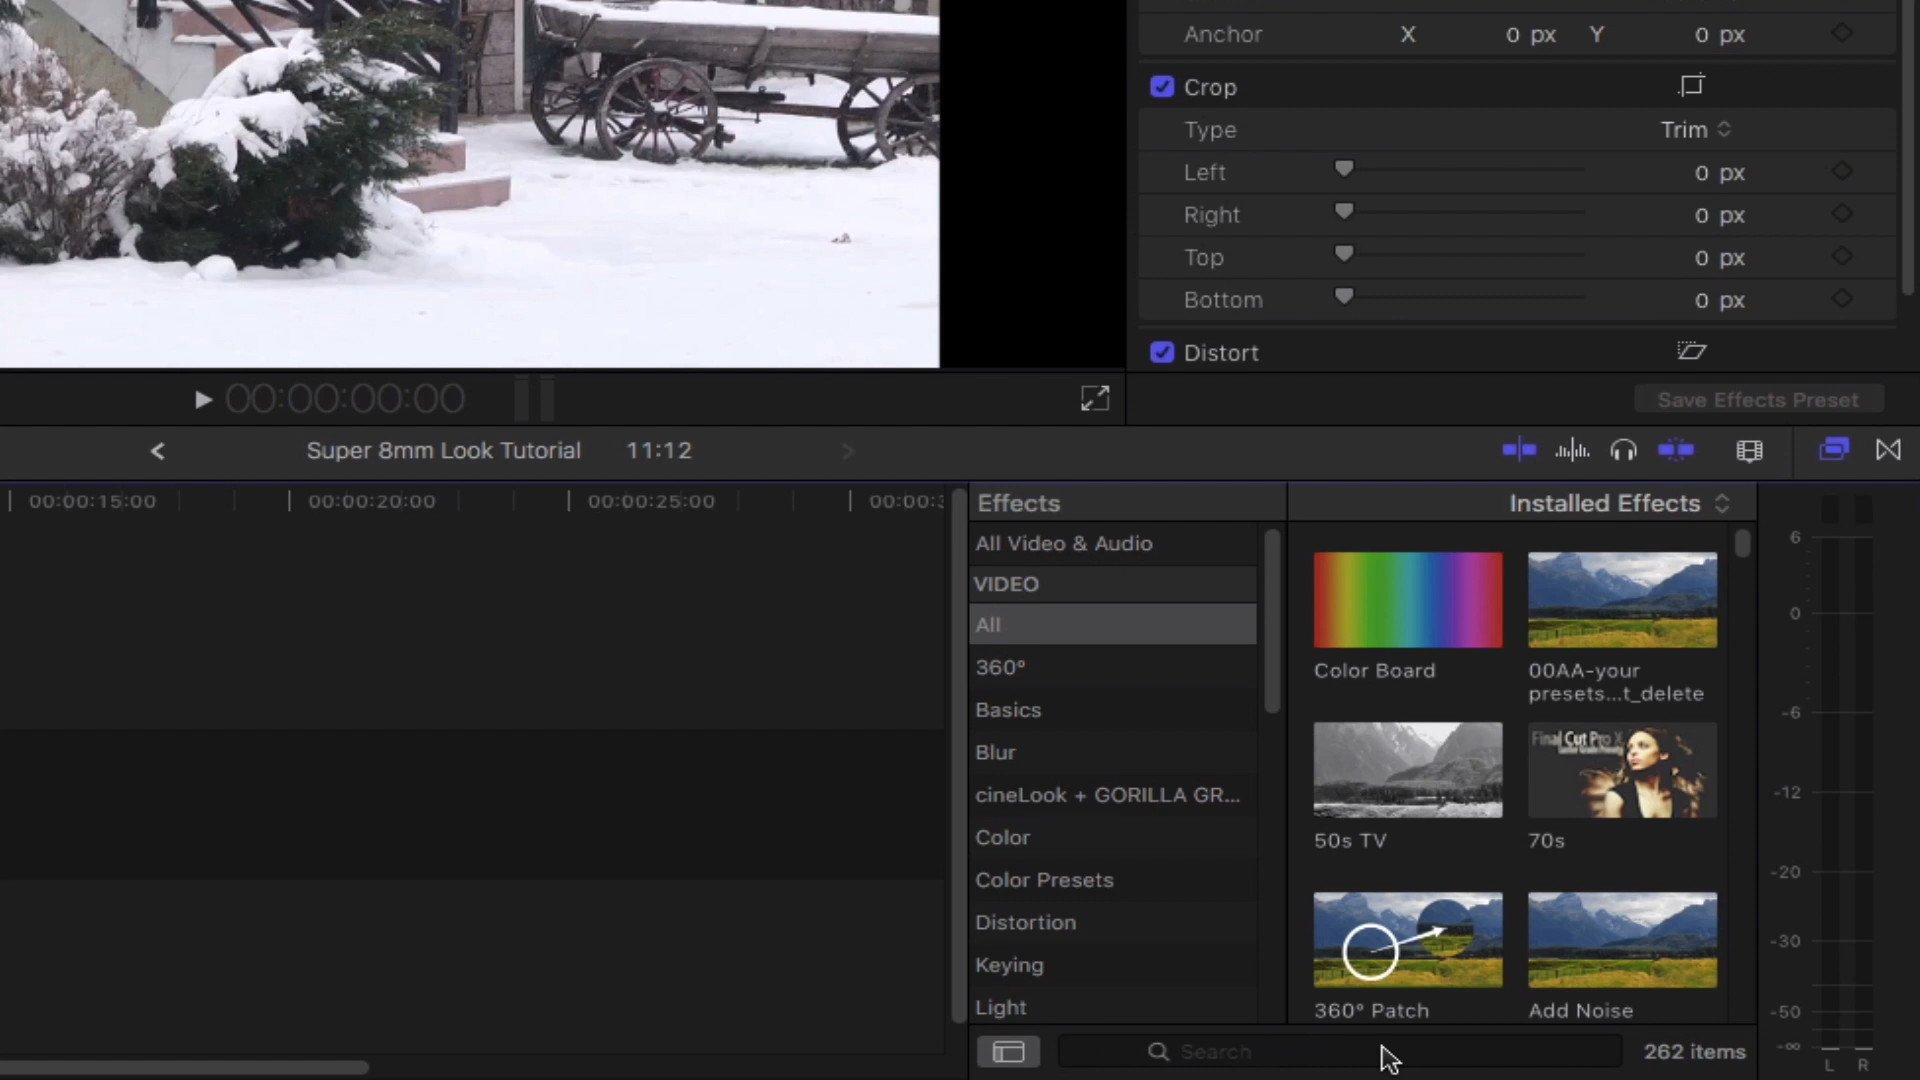 Anchor X 0 px Y 0 px
Crop
Type Trim
Left 0 px
Right 0 px
Top 0 px
Bottom 0 px
Distort
00:00:00:00
Save Effects Preset
Super 8mm Look Tutorial 11:12
00:00:15:00 00:00:20:00 00:00:25:00 00:00:3
Effects
Installed Effects
All Video & Audio
VIDEO
All
360°
Basics
Blur
cineLook + GORILLA GR...
Color
Color Presets
Distortion
Keying
Light
Color Board
00AA-your
presets...t_delete
Final Cut Pro X
50s TV
70s
360° Patch
Add Noise
Search
262 items
6
0
-6
-12
-20
-30
-50
-∞
L R